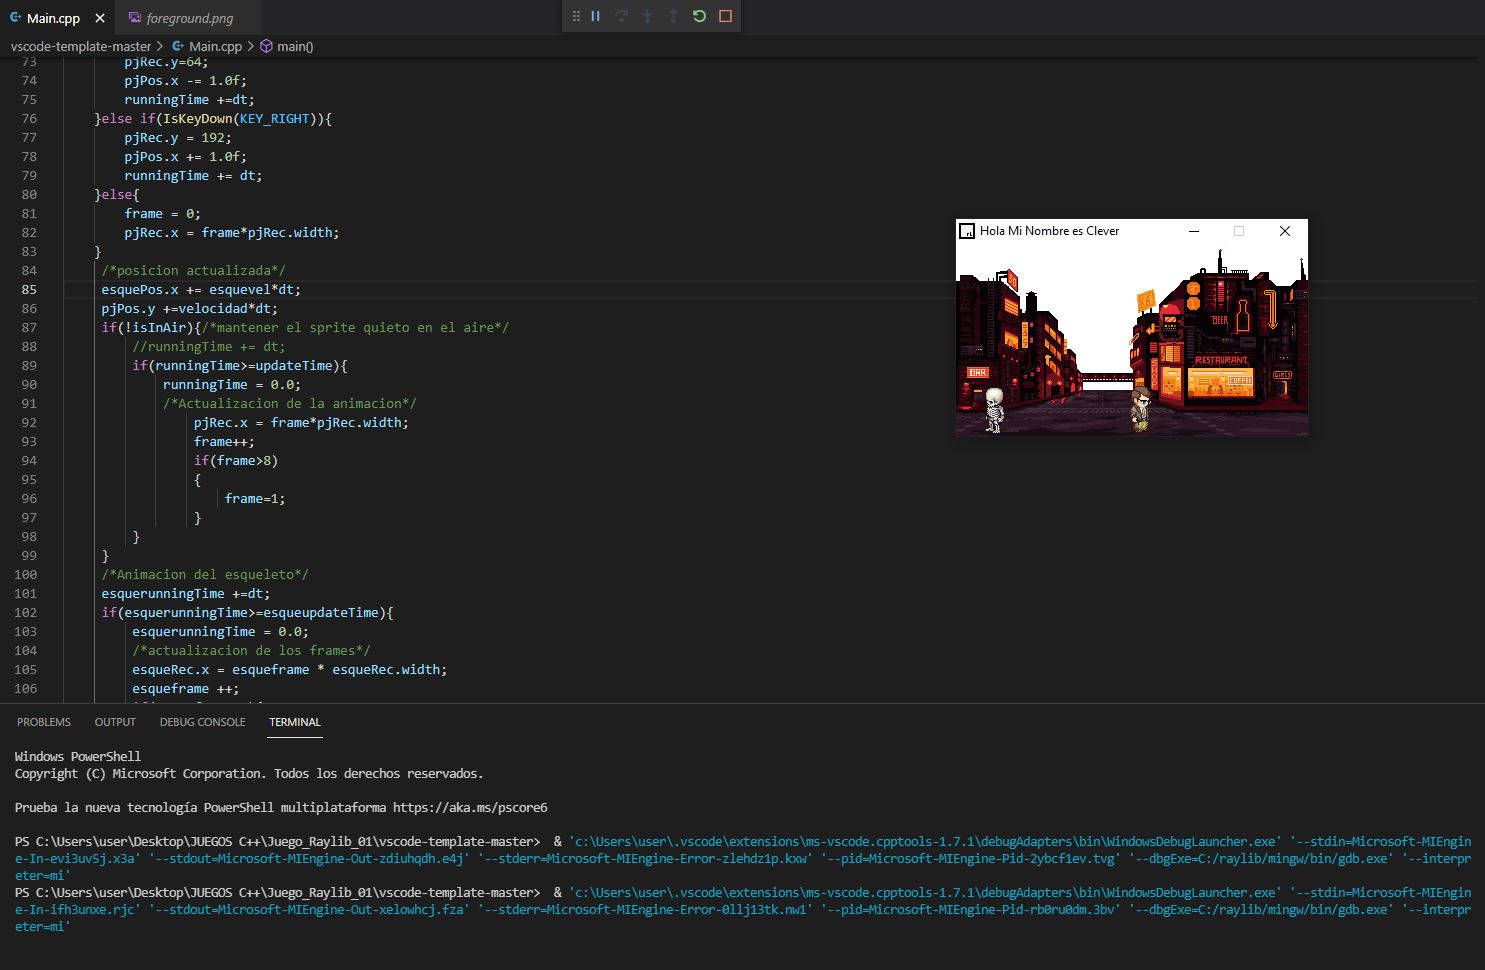 Main.cpp
foreground.png
vscode-template-master > Main.cpp > main()
73 pjRec.y=64;
74 pjPos.x -= 1.0f;
75 runningTime +=dt;
76 }else if(IsKeyDown(KEY_RIGHT)){
77 pjRec.y = 192;
78 pjPos.x += 1.0f;
79 runningTime += dt;
80 }else{
81 frame = 0;
82 pjRec.x = frame*pjRec.width;
83 }
84 /*posicion actualizada*/
85 esquePos.x += esquevel*dt;
86 pjPos.y +=velocidad*dt;
87 if(!isInAir){/*mantener el sprite quieto en el aire*/
88 //runningTime += dt;
89 if(runningTime>=updateTime){
90 runningTime = 0.0;
91 /*Actualizacion de la animacion*/
92 pjRec.x = frame*pjRec.width;
93 frame++;
94 if(frame>8)
95 {
96 frame=1;
97 }
98 }
99 }
100 /*Animacion del esqueleto*/
101 esquerunningTime +=dt;
102 if(esquerunningTime>=esqueupdateTime){
103 esquerunningTime = 0.0;
104 /*actualizacion de los frames*/
105 esqueRec.x = esqueframe * esqueRec.width;
106 esqueframe ++;
rL Hola Mi Nombre es Clever
BEER
RESTAURANT
BAR
SHOP
COFFEE
GIRLS
PROBLEMS OUTPUT DEBUG CONSOLE TERMINAL
Windows PowerShell
Copyright (C) Microsoft Corporation. Todos los derechos reservados.
Prueba la nueva tecnología PowerShell multiplataforma https://aka.ms/pscore6
PS C:\Users\user\Desktop\JUEGOS C++\Juego_Raylib_01\vscode-template-master> & 'c:\Users\user\.vscode\extensions\ms-vscode.cpptools-1.7.1\debugAdapters\bin\WindowsDebugLauncher.exe' '--stdin=Microsoft-MIEngin
e-In-evi3uv5j.x3a' '--stdout=Microsoft-MIEngine-Out-zdiuhqdh.e4j' '--stderr=Microsoft-MIEngine-Error-zlehdz1p.kxw' '--pid=Microsoft-MIEngine-Pid-2ybcf1ev.tvg' '--dbgExe=C:/raylib/mingw/bin/gdb.exe' '--interpr
eter=mi'
PS C:\Users\user\Desktop\JUEGOS C++\Juego_Raylib_01\vscode-template-master> & 'c:\Users\user\.vscode\extensions\ms-vscode.cpptools-1.7.1\debugAdapters\bin\WindowsDebugLauncher.exe' '--stdin=Microsoft-MIEngin
e-In-ifh3unxe.rjc' '--stdout=Microsoft-MIEngine-Out-xelowhcj.fza' '--stderr=Microsoft-MIEngine-Error-0llj13tk.nw1' '--pid=Microsoft-MIEngine-Pid-rb0ru0dm.3bv' '--dbgExe=C:/raylib/mingw/bin/gdb.exe' '--interpr
eter=mi'